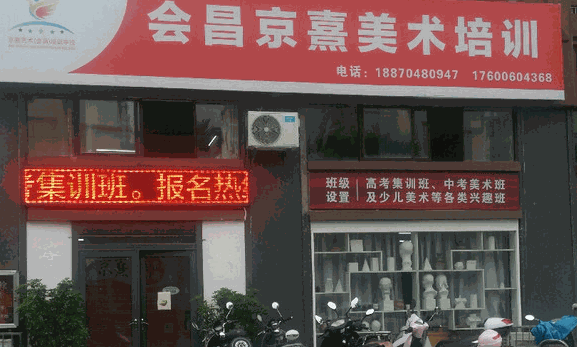 会昌京熹美术培训
电话：18870480947 17600604368
集训班。报名热
班级设置
高考集训班、中考美术班
及少儿美术等各类兴趣班